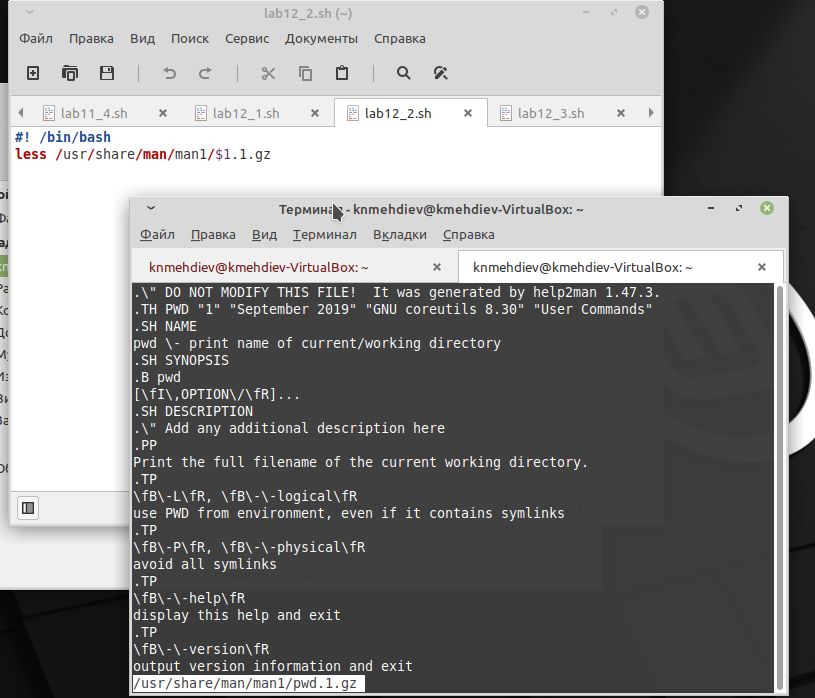 lab12_2.sh (~)
Файл Правка Вид Поиск Сервис Документы Справка
lab11_4.sh lab12_1.sh lab12_2.sh lab12_3.sh
#! /bin/bash
less /usr/share/man/man1/$1.1.gz
Терминал - knmehdiev@kmehdiev-VirtualBox: ~
Файл Правка Вид Терминал Вкладки Справка
knmehdiev@kmehdiev-VirtualBox: ~ knmehdiev@kmehdiev-VirtualBox: ~
.\" DO NOT MODIFY THIS FILE!  It was generated by help2man 1.47.3.
.TH PWD "1" "September 2019" "GNU coreutils 8.30" "User Commands"
.SH NAME
pwd \- print name of current/working directory
.SH SYNOPSIS
.B pwd
[\fI\,OPTION\/\fR]...
.SH DESCRIPTION
.\" Add any additional description here
.PP
Print the full filename of the current working directory.
.TP
\fB\-L\fR, \fB\-\-logical\fR
use PWD from environment, even if it contains symlinks
.TP
\fB\-P\fR, \fB\-\-physical\fR
avoid all symlinks
.TP
\fB\-\-help\fR
display this help and exit
.TP
\fB\-\-version\fR
output version information and exit
/usr/share/man/man1/pwd.1.gz